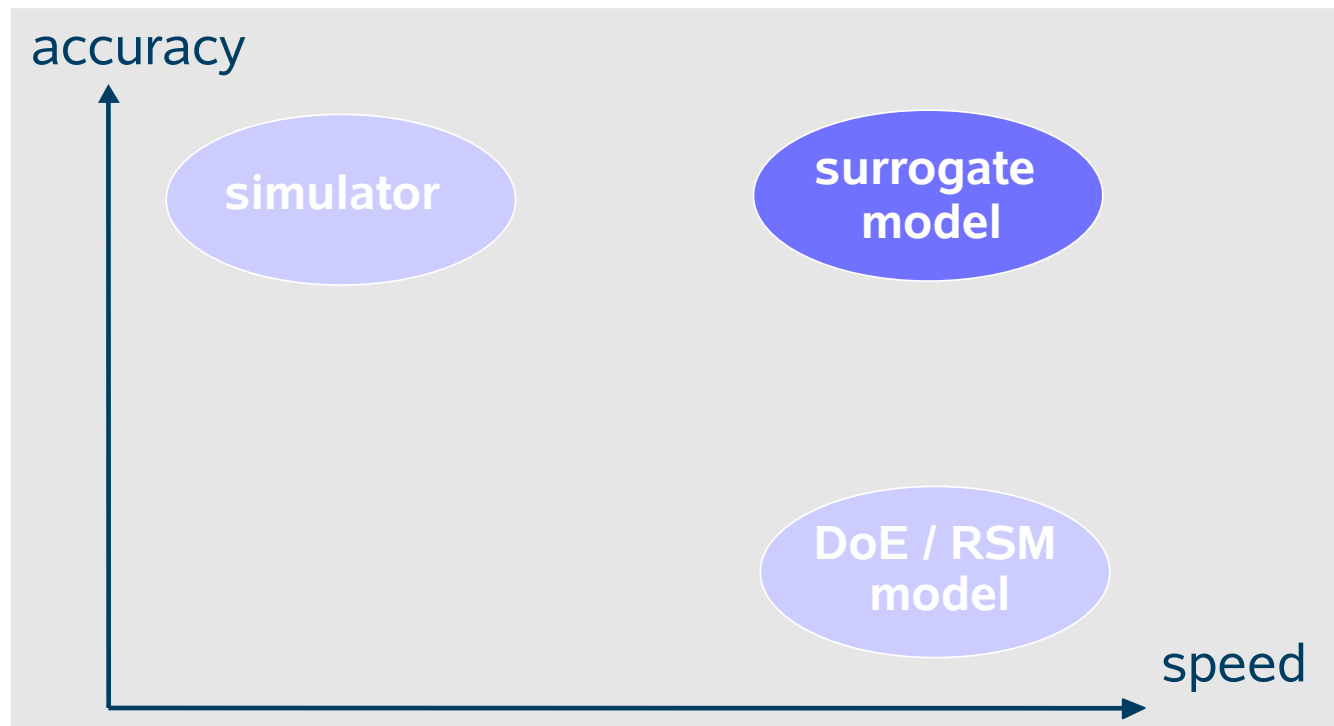 accuracy
simulator
surrogate
model
DoE / RSM
model
speed